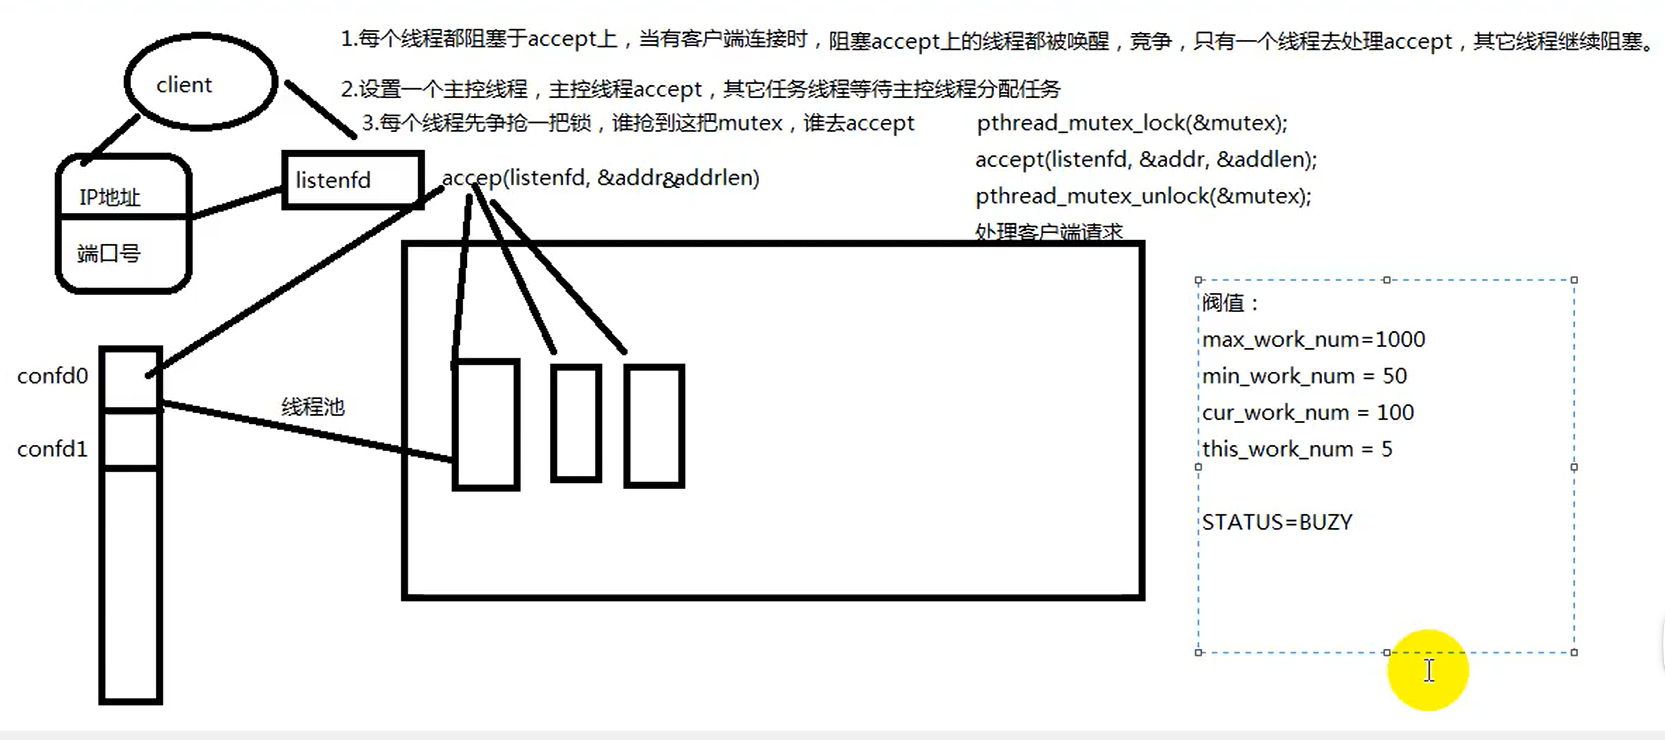 1.每个线程都阻塞于accept上，当有客户端连接时，阻塞accept上的线程都被唤醒，竞争，只有一个线程去处理accept，其它线程继续阻塞。
client
2.设置一个主控线程，主控线程accept，其它任务线程等待主控线程分配任务
3.每个线程先争抢一把锁，谁抢到这把mutex，谁去accept
pthread_mutex_lock(&mutex);
accept(listenfd, &addr, &addlen);
pthread_mutex_unlock(&mutex);
处理客户端请求
IP地址
端口号
listenfd
accep(listenfd, &addr,&addrlen)
confd0
confd1
线程池
阀值：
max_work_num=1000
min_work_num = 50
cur_work_num = 100
this_work_num = 5
STATUS=BUZY